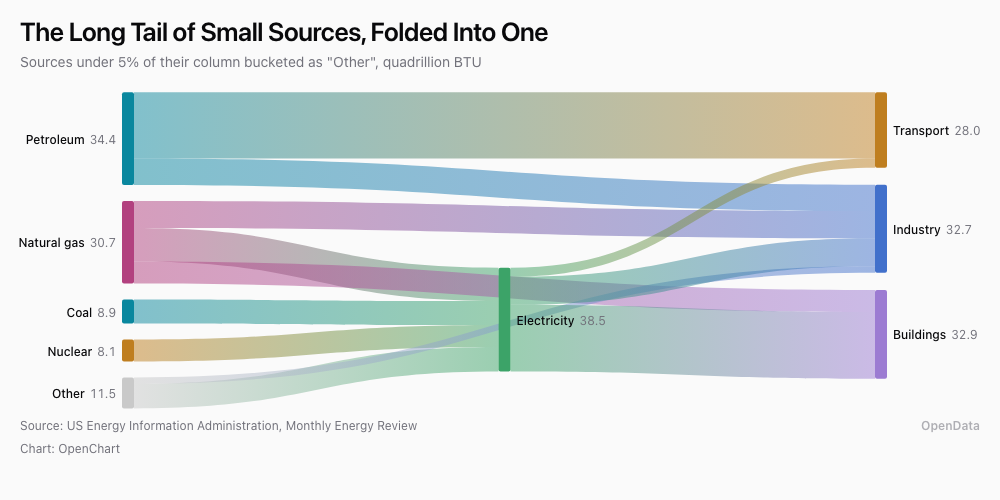 The Long Tail of Small Sources, Folded Into One
Sources under 5% of their column bucketed as "Other", quadrillion BTU
Petroleum 34.4
Transport 28.0
Natural gas 30.7
Industry 32.7
Coal 8.9
Electricity 38.5
Buildings 32.9
Nuclear 8.1
Other 11.5
Source: US Energy Information Administration, Monthly Energy Review
OpenData
Chart: OpenChart